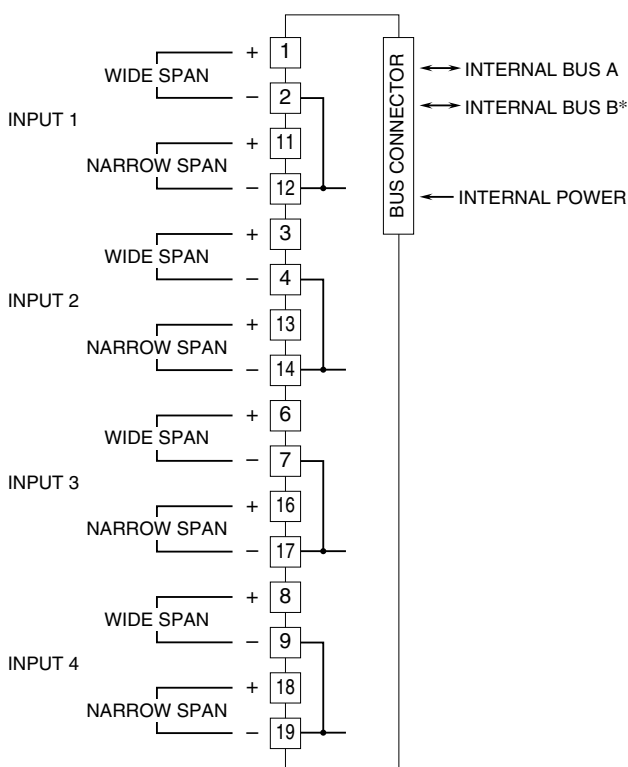 + 1
WIDE SPAN
− 2
INPUT 1
+ 11
NARROW SPAN
− 12
+ 3
WIDE SPAN
− 4
INPUT 2
+ 13
NARROW SPAN
− 14
+ 6
WIDE SPAN
− 7
INPUT 3
+ 16
NARROW SPAN
− 17
+ 8
WIDE SPAN
− 9
INPUT 4
+ 18
NARROW SPAN
− 19
BUS CONNECTOR
INTERNAL BUS A
INTERNAL BUS B*
INTERNAL POWER